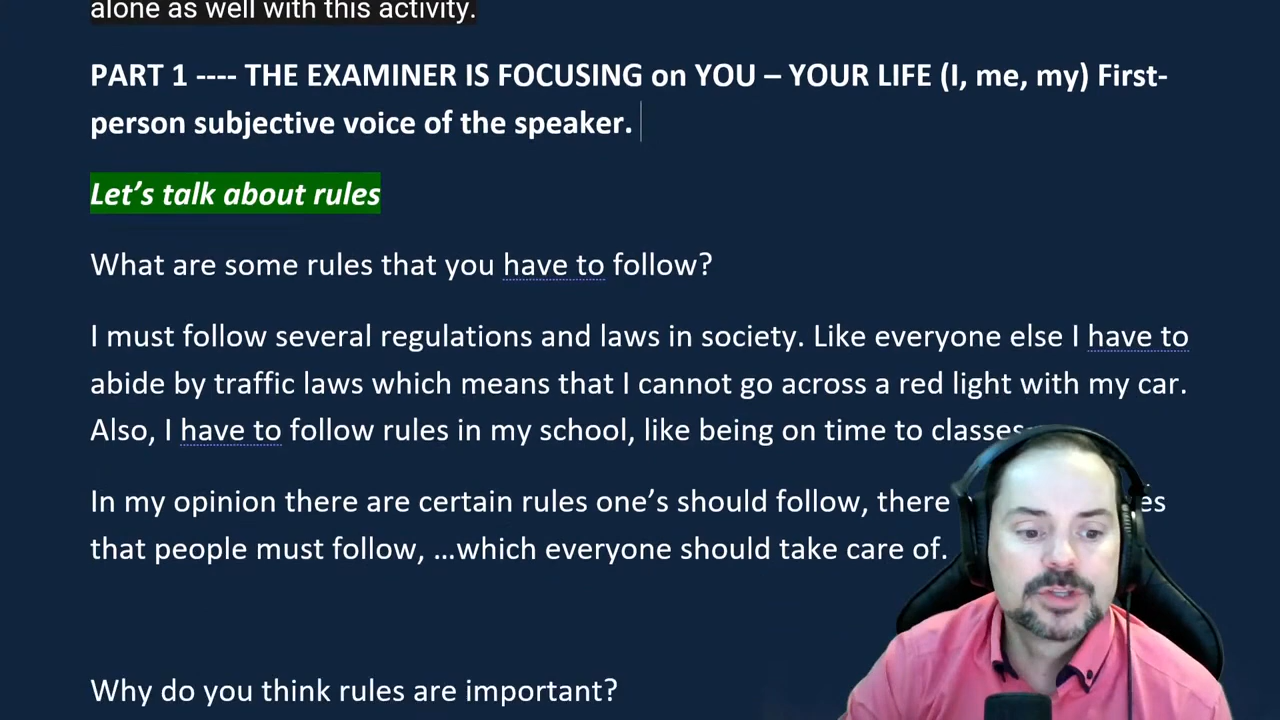 alone as well with this activity.
PART 1 ---- THE EXAMINER IS FOCUSING on YOU – YOUR LIFE (I, me, my) First-
person subjective voice of the speaker.
Let’s talk about rules
What are some rules that you have to follow?
I must follow several regulations and laws in society. Like everyone else I have to
abide by traffic laws which means that I cannot go across a red light with my car.
Also, I have to follow rules in my school, like being on time to classes
In my opinion there are certain rules one’s should follow, there
that people must follow, …which everyone should take care of.
Why do you think rules are important?